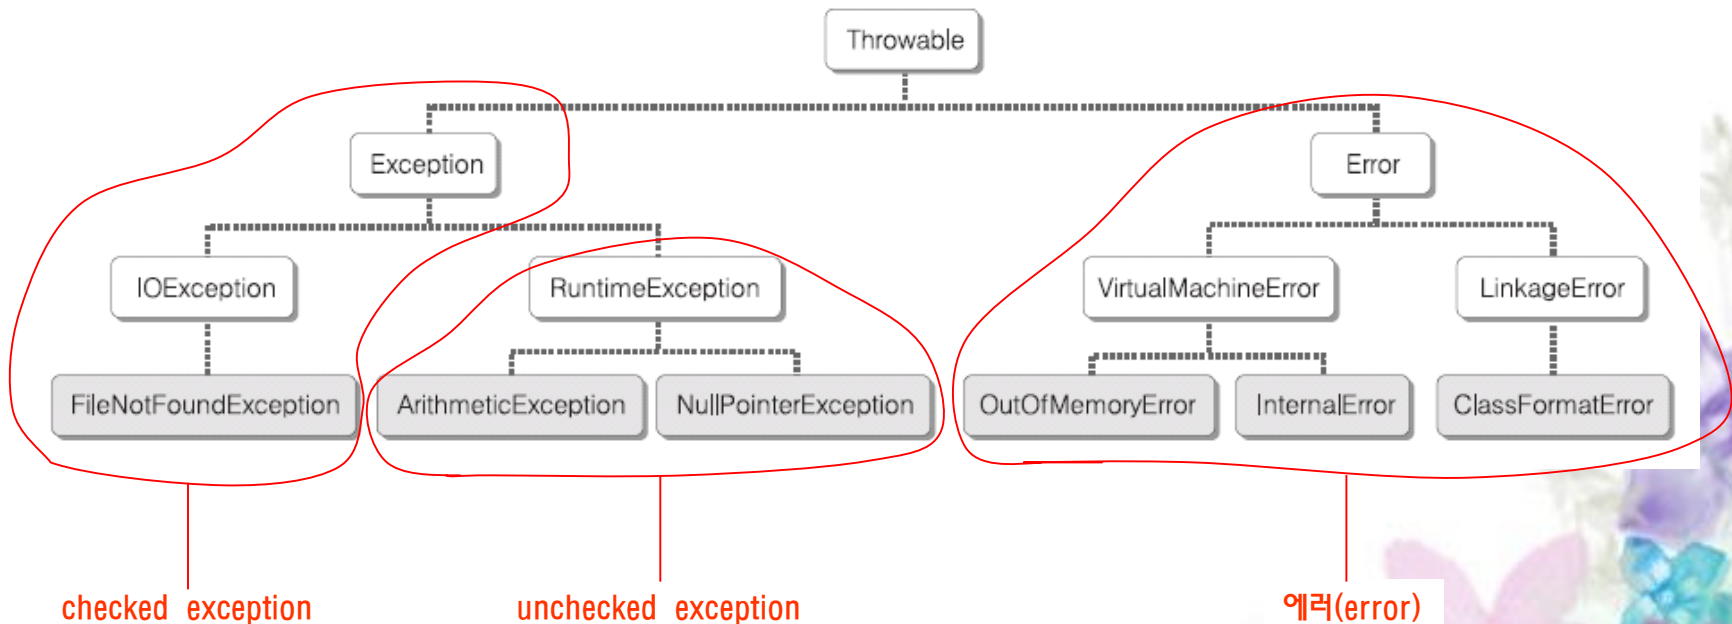 Throwable
Exception
Error
IOException
RuntimeException
VirtualMachineError
LinkageError
FileNotFoundException
ArithmeticException
NullPointerException
OutOfMemoryError
InternalError
ClassFormatError
checked exception
unchecked exception
에러(error)